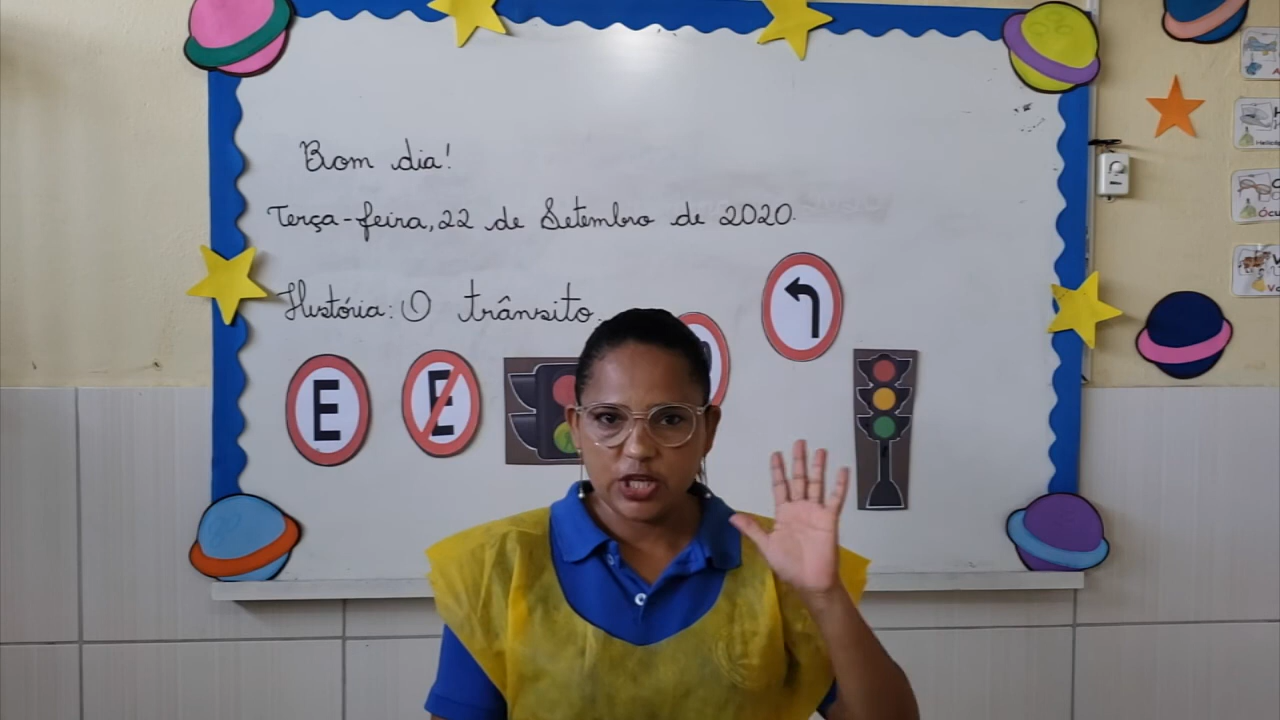 Bom dia!
Terça-feira, 22 de Setembro de 2020.
História: O trânsito.
E
E